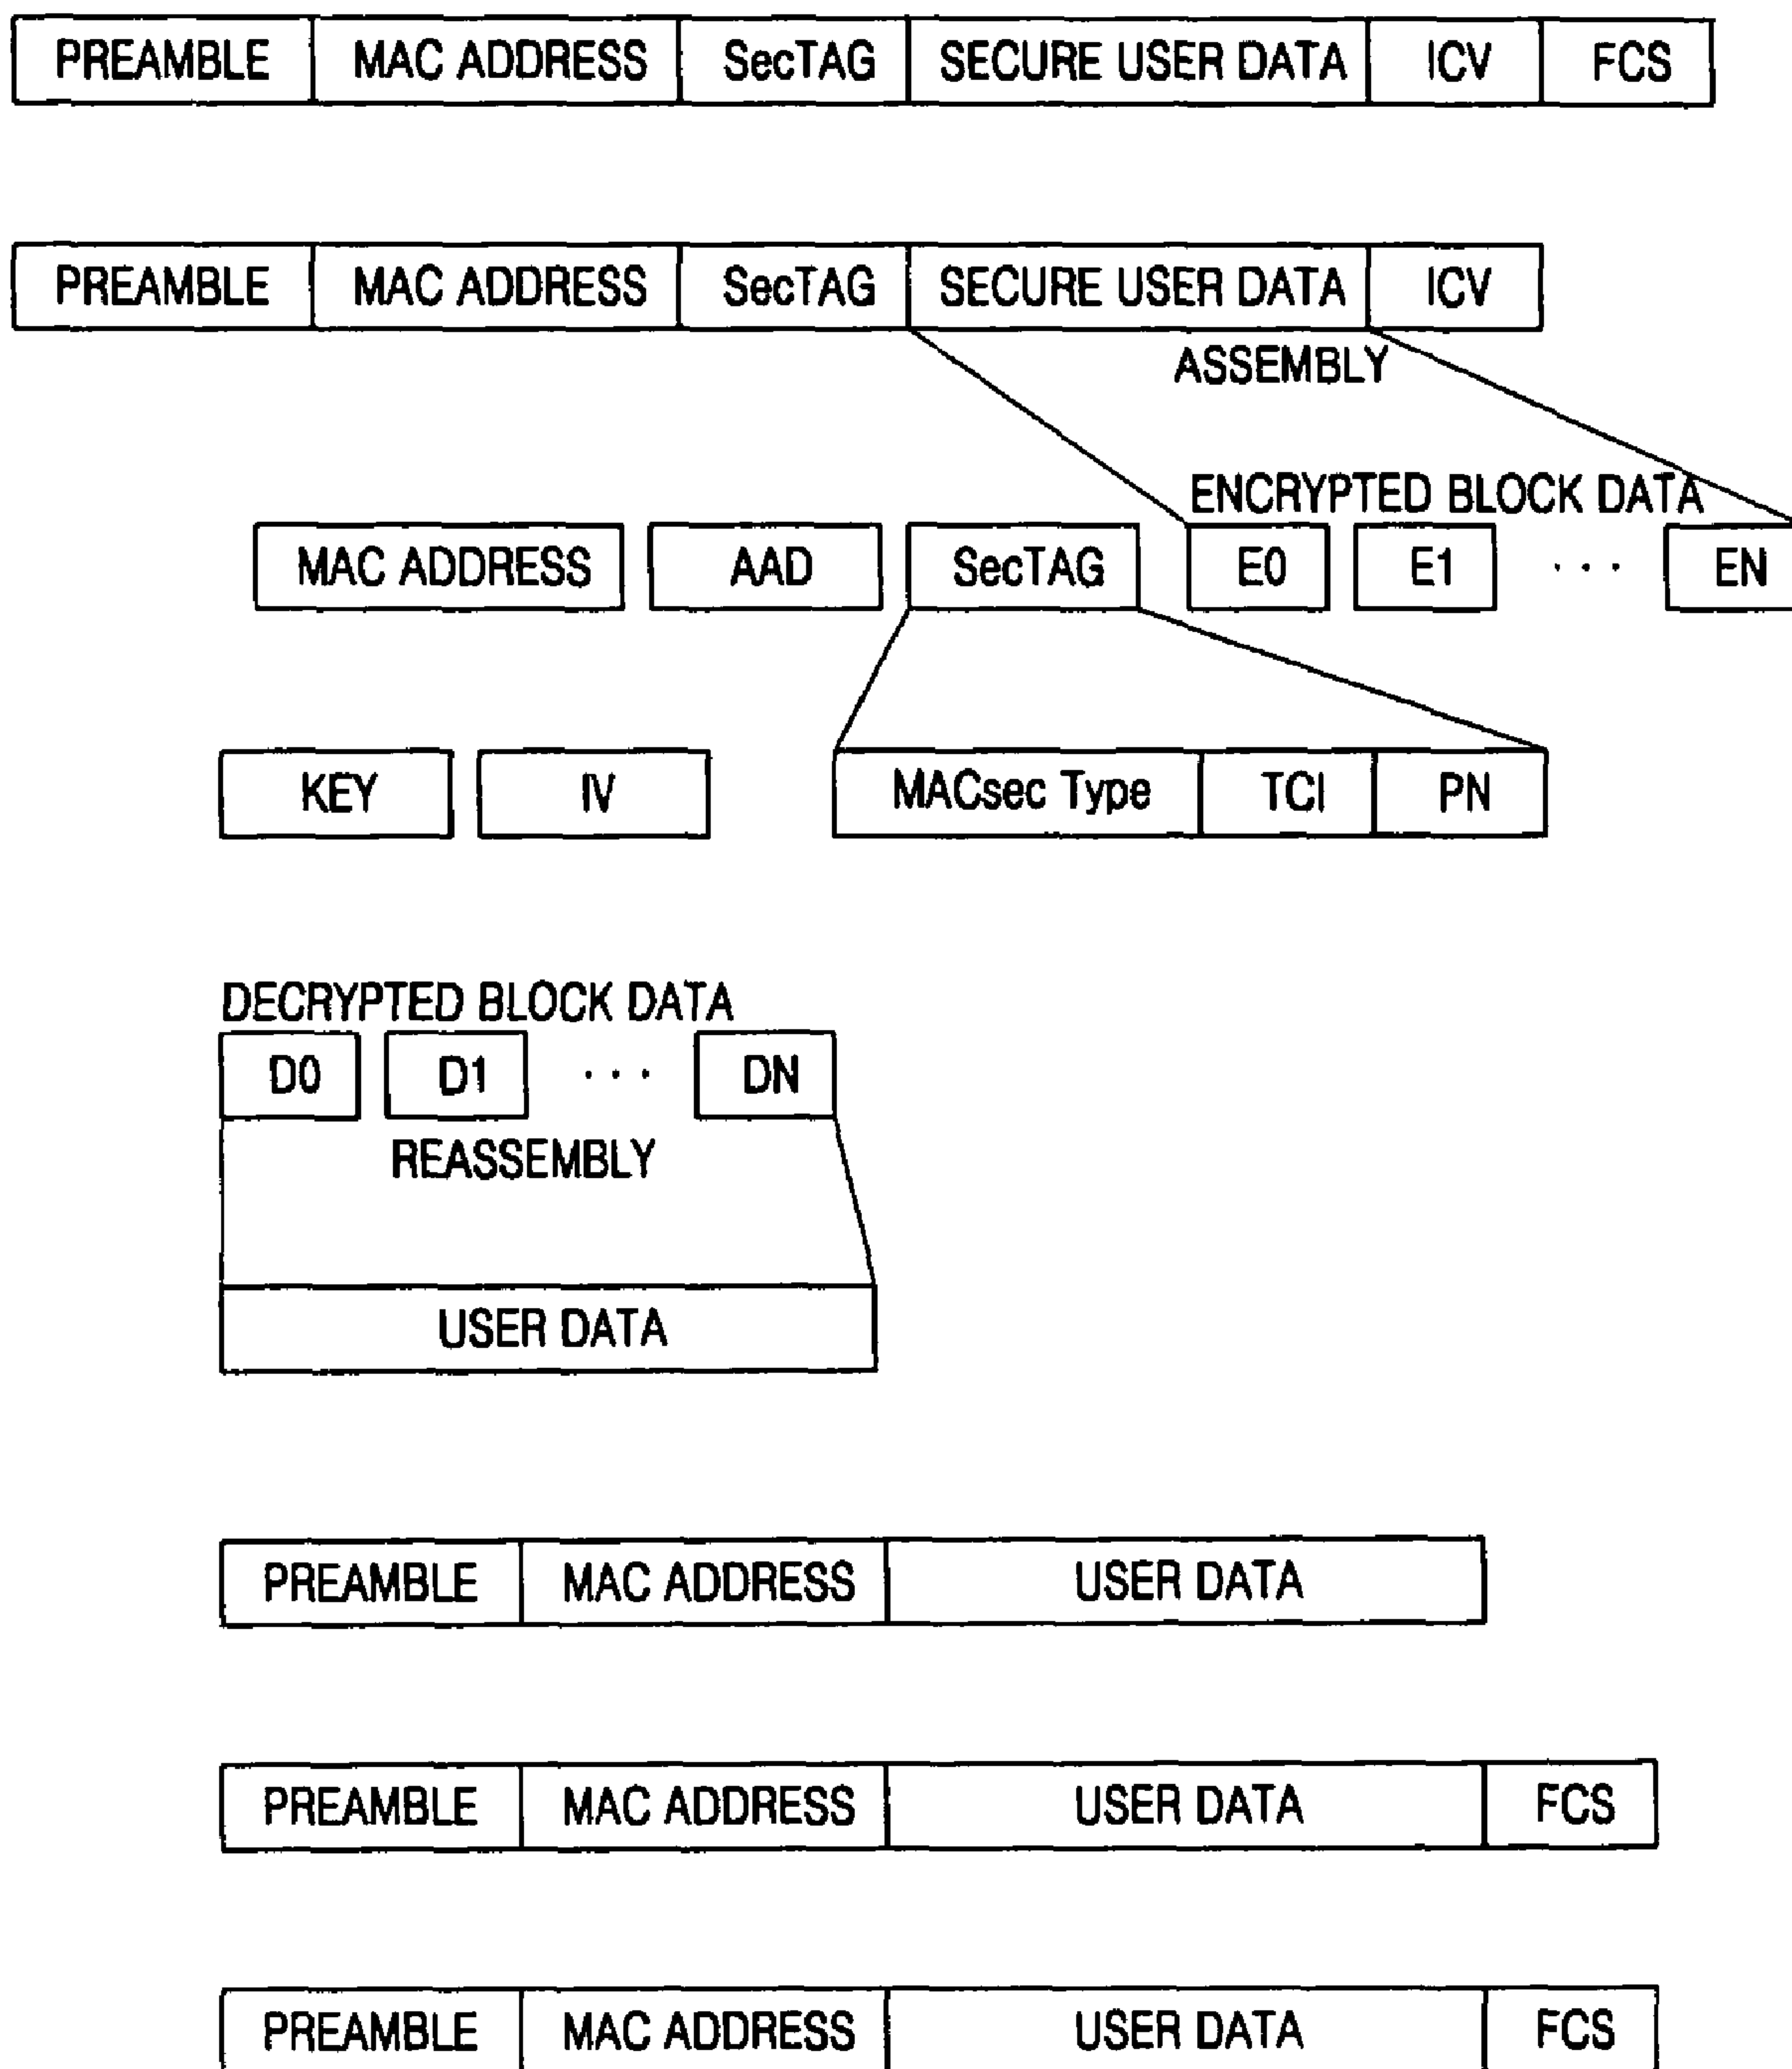 PREAMBLE MAC ADDRESS SecTAG SECURE USER DATA ICV FCS
PREAMBLE MAC ADDRESS SecTAG SECURE USER DATA ICV
ASSEMBLY
ENCRYPTED BLOCK DATA
MAC ADDRESS AAD SecTAG E0 E1 ... EN
KEY IV MACsec Type TCI PN
DECRYPTED BLOCK DATA
D0 D1 ... DN
REASSEMBLY
USER DATA
PREAMBLE MAC ADDRESS USER DATA
PREAMBLE MAC ADDRESS USER DATA FCS
PREAMBLE MAC ADDRESS USER DATA FCS